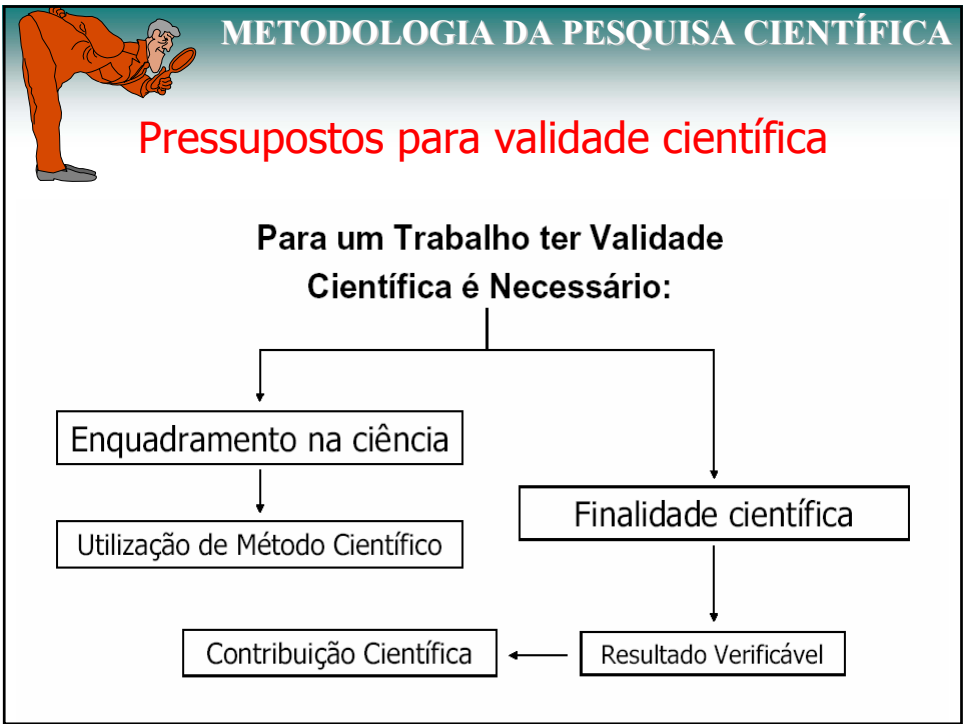 METODOLOGIA DA PESQUISA CIENTÍFICA
Pressupostos para validade científica
Para um Trabalho ter Validade
Científica é Necessário:
Enquadramento na ciência
Utilização de Método Científico
Finalidade científica
Resultado Verificável
Contribuição Científica